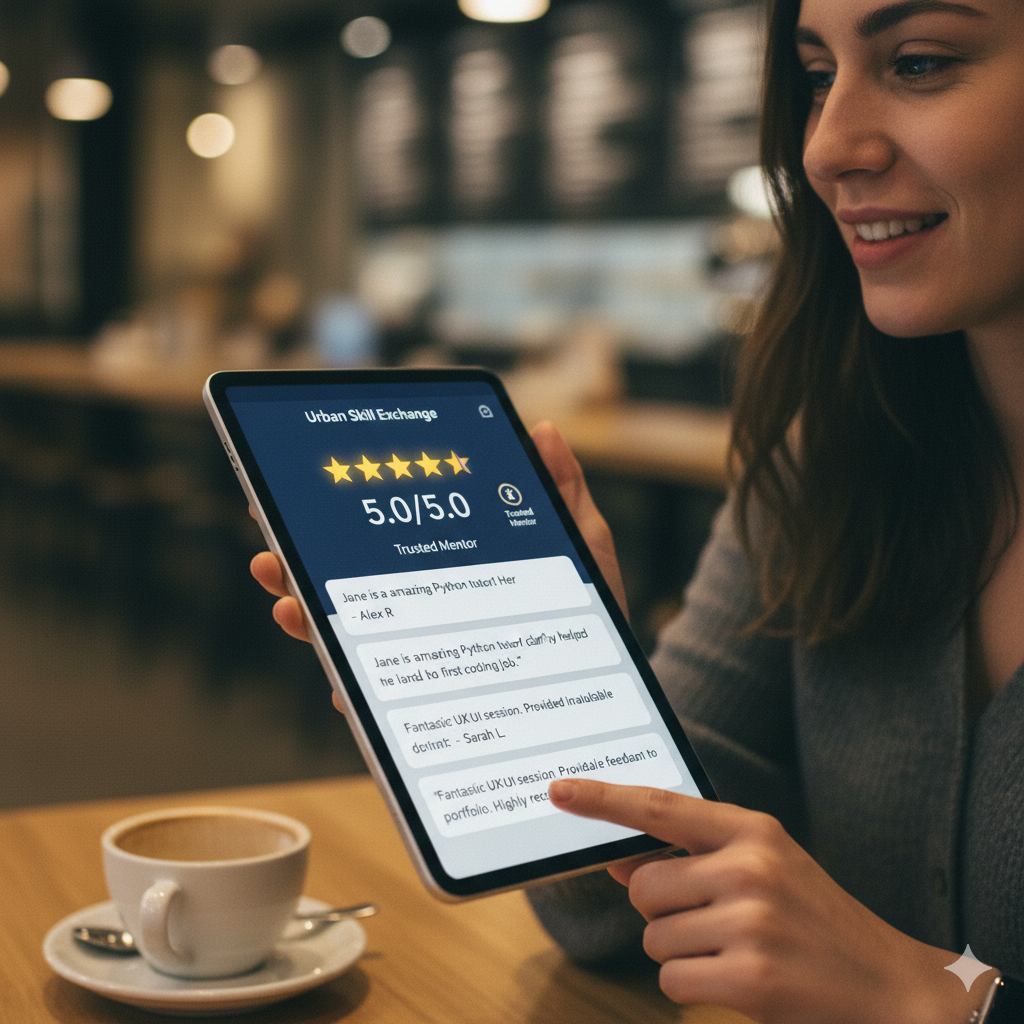 Urban Skill Exchange
5.0/5.0
Trusted Mentor
Trusted
Mentor
Jane is a amazing Python tutor! Her
- Alex R
Jane is amazing Python helped
first coding job."
Fantastic UX UI session. Provided
- Sarah L
"Fantastic UX UI session to
portfolio. Highly